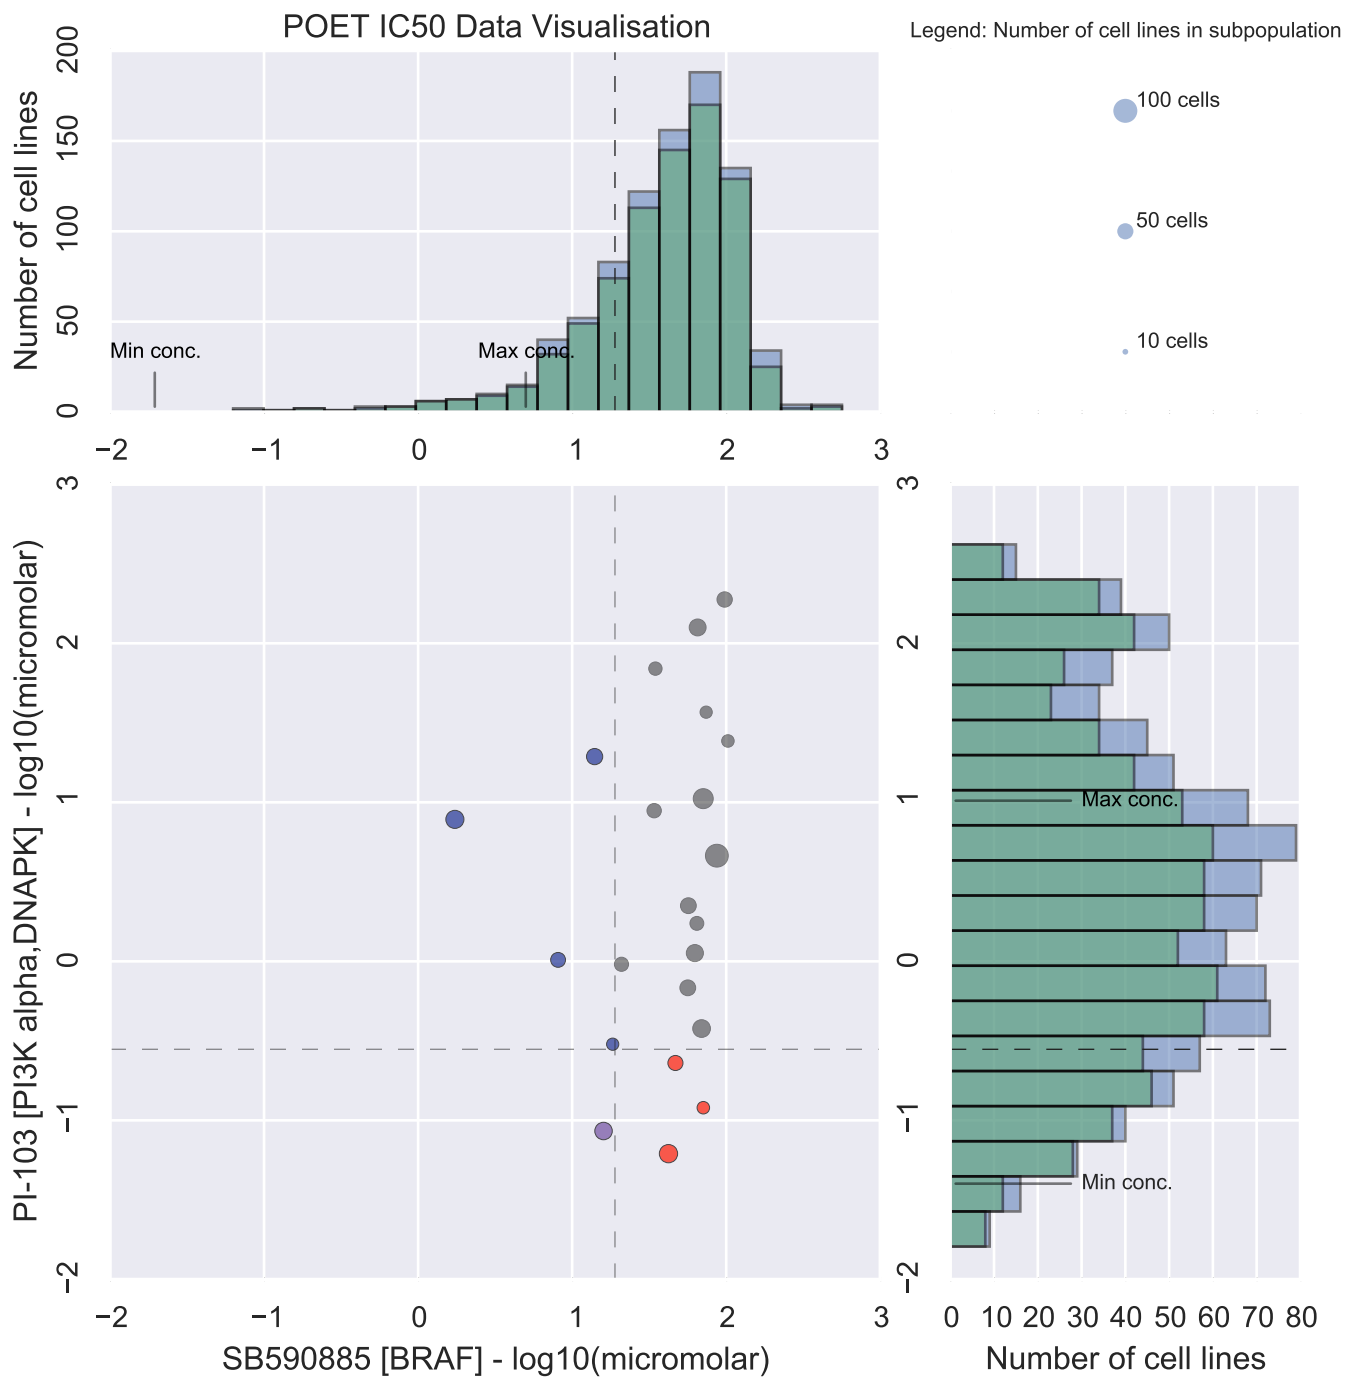 POET IC50 Data Visualisation
Legend: Number of cell lines in subpopulation
100 cells
50 cells
10 cells
Number of cell lines
200
150
100
50
0
Min conc.
Max conc.
−2 −1 0 1 2 3
PI-103 [PI3K alpha,DNAPK] - log10(micromolar)
3
2
1
0
−1
−2
−2 −1 0 1 2 3
SB590885 [BRAF] - log10(micromolar)
3
2
1
0
−1
−2
Max conc.
Min conc.
0 10 20 30 40 50 60 70 80
Number of cell lines